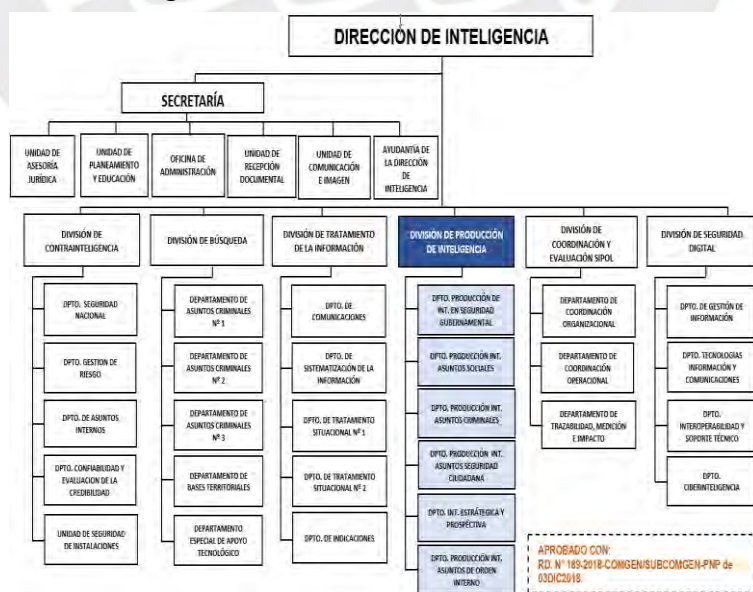 DIRECCIÓN DE INTELIGENCIA
SECRETARÍA
UNIDAD DE
ASESORÍA
JURÍDICA
UNIDAD DE
PLANEAMIENTO
Y EDUCACIÓN
OFICINA DE
ADMINISTRACIÓN
UNIDAD DE
RECEPCIÓN
DOCUMENTAL
UNIDAD DE
COMUNICACIÓN
E IMAGEN
AYUDANTÍA DE
LA DIRECCIÓN
DE
INTELIGENCIA
DIVISIÓN DE
CONTRAINTELIGENCIA
DPTO. SEGURIDAD
NACIONAL
DPTO. GESTION DE
RIESGO
DPTO. DE ASUNTOS
INTERNOS
DPTO. CONFIABILIDAD Y
EVALUACION DE LA
CREDIBILIDAD
UNIDAD DE SEGURIDAD
DE INSTALACIONES
DIVISIÓN DE BÚSQUEDA
DEPARTAMENTO DE
ASUNTOS CRIMINALES
Nº 1
DEPARTAMENTO DE
ASUNTOS CRIMINALES
Nº 2
DEPARTAMENTO DE
ASUNTOS CRIMINALES
Nº 3
DEPARTAMENTO DE
BASES TERRITORIALES
DEPARTAMENTO
ESPECIAL DE APOYO
TECNOLÓGICO
DIVISIÓN DE TRATAMIENTO
DE LA INFORMACIÓN
DPTO. DE
COMUNICACIONES
DPTO. DE
SISTEMATIZACIÓN DE LA
INFORMACIÓN
DPTO. DE TRATAMIENTO
SITUACIONAL Nº 1
DPTO. DE TRATAMIENTO
SITUACIONAL Nº 2
DPTO. DE INDICACIONES
DIVISIÓN DE PRODUCCIÓN
DE INTELIGENCIA
DPTO. PRODUCCIÓN DE
INT. EN SEGURIDAD
GUBERNAMENTAL
DPTO. PRODUCCIÓN INT.
ASUNTOS SOCIALES
DPTO. PRODUCCIÓN INT.
ASUNTOS CRIMINALES
DPTO. PRODUCCIÓN INT.
ASUNTOS SEGURIDAD
CIUDADANA
DPTO. INT. ESTRÁTEGICA Y
PROSPÉCTIVA
DPTO. PRODUCCIÓN INT.
ASUNTOS DE ORDEN
INTERNO
DIVISIÓN DE
COORDINACIÓN Y
EVALUACIÓN SIPOL
DEPARTAMENTO DE
COORDINACIÓN
ORGANIZACIONAL
DEPARTAMENTO DE
COORDINACIÓN
OPERACIONAL
DEPARTAMENTO DE
TRAZABILIDAD, MEDICIÓN
E IMPACTO
DIVISIÓN DE SEGURIDAD
DIGITAL
DPTO. DE GESTIÓN DE
INFORMACIÓN
DPTO. TECNOLOGÍAS
INFORMACIÓN Y
COMUNICACIONES
DPTO.
INTEROPERABILIDAD Y
SOPORTE TÉCNICO
DPTO.
CIBERINTELIGENCIA
APROBADO CON:
RD. Nº 189-2018-COMGEN/SUBCOMGEN-PNP de
03DIC2018.